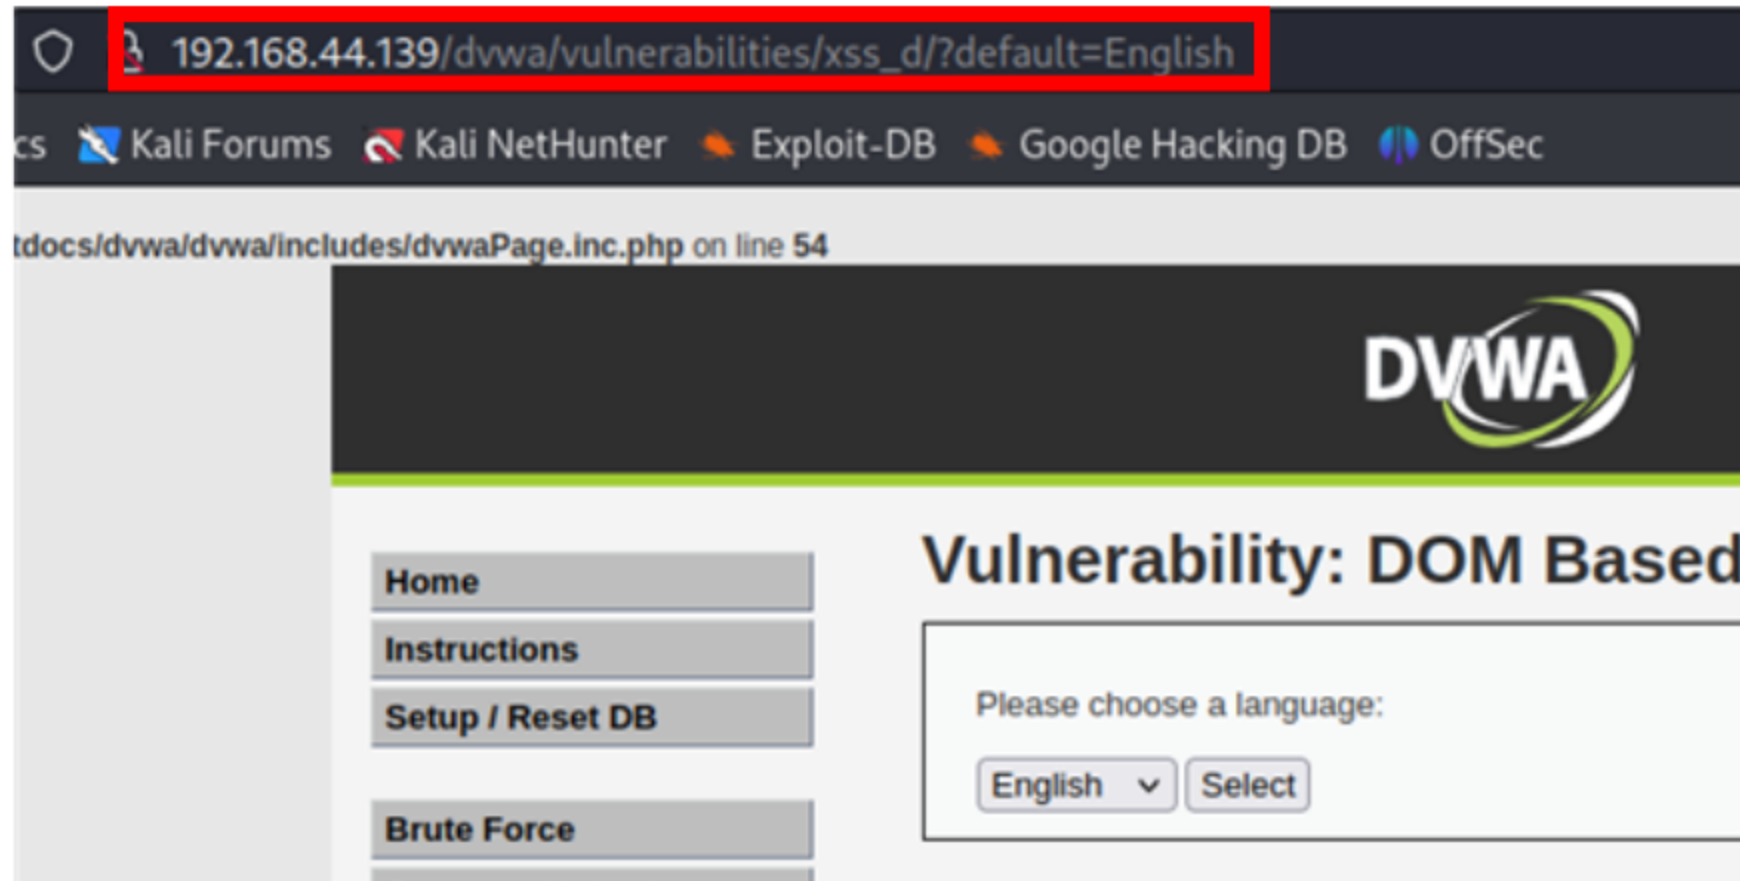 192.168.44.139/dvwa/vulnerabilities/xss_d/?default=English
cs Kali Forums Kali NetHunter Exploit-DB Google Hacking DB OffSec
tdocs/dvwa/dvwa/includes/dvwaPage.inc.php on line 54
DVWA
Vulnerability: DOM Based
Home
Instructions
Setup / Reset DB
Please choose a language:
English Select
Brute Force